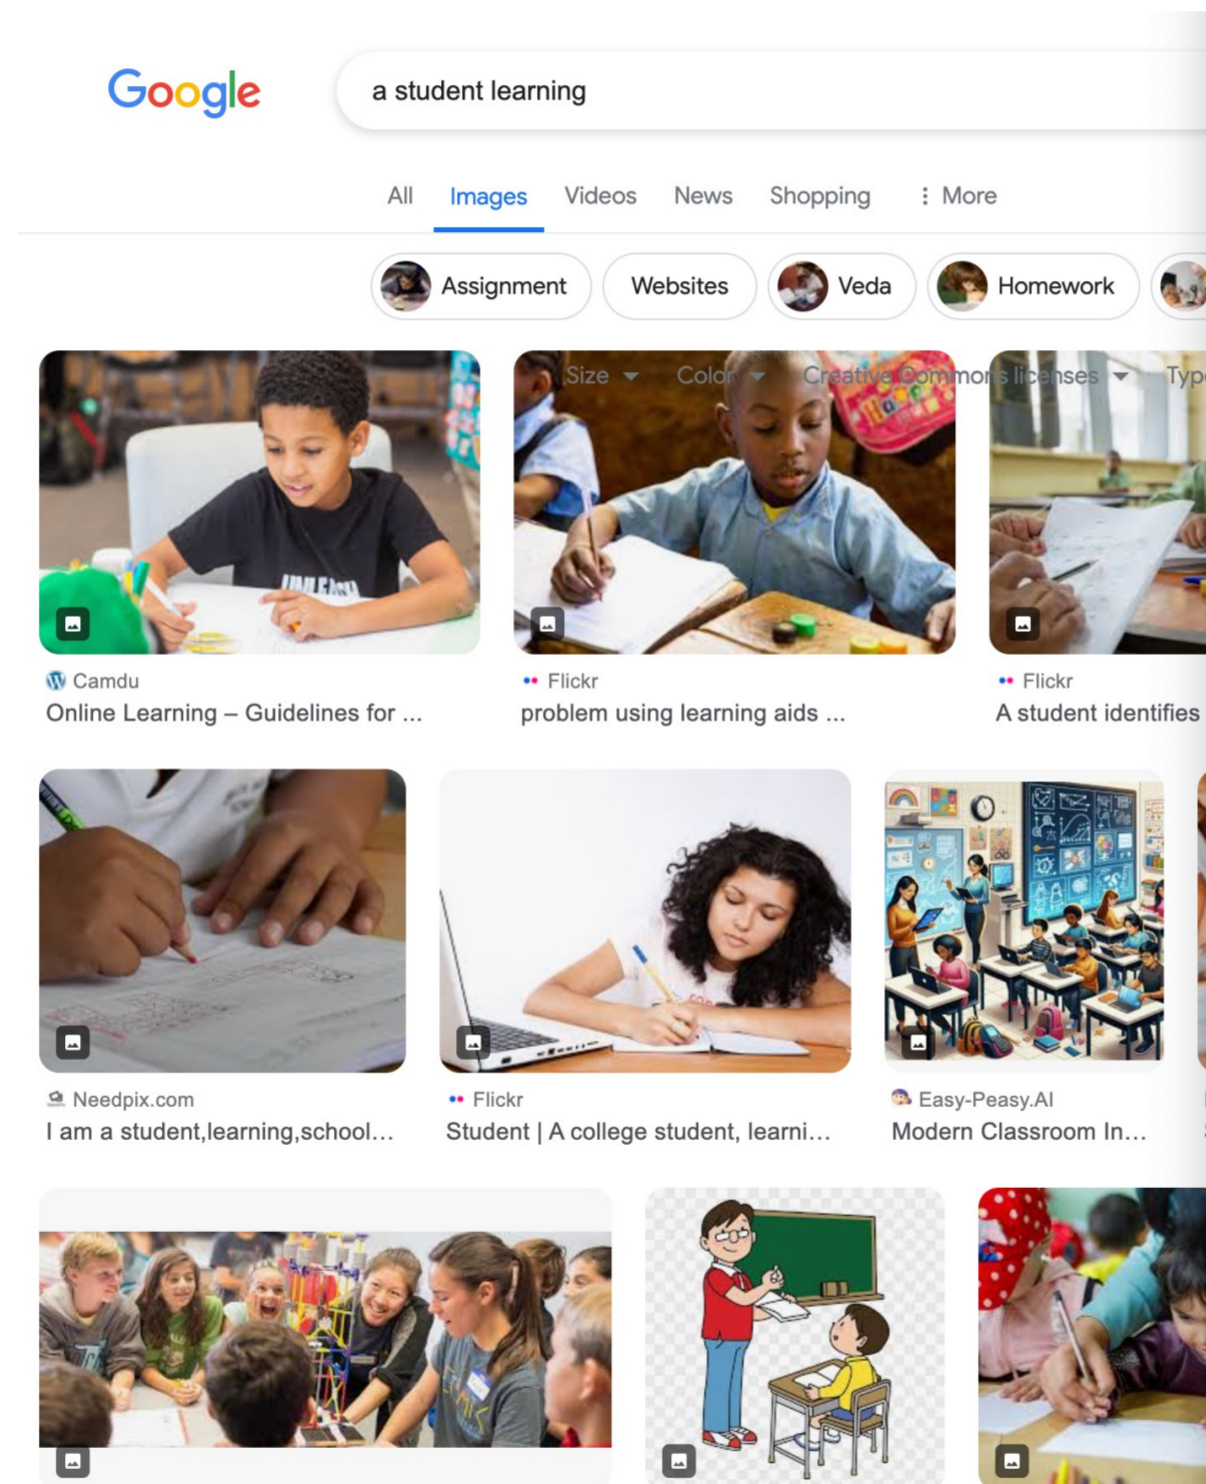 Google
a student learning
All Images Videos News Shopping More
Assignment Websites Veda Homework
Size Color Creative Commons licenses Type
Camdu
Online Learning – Guidelines for ...
Flickr
problem using learning aids ...
Flickr
A student identifies
Needpix.com
I am a student,learning,school...
Flickr
Student | A college student, learni...
Easy-Peasy.AI
Modern Classroom In...